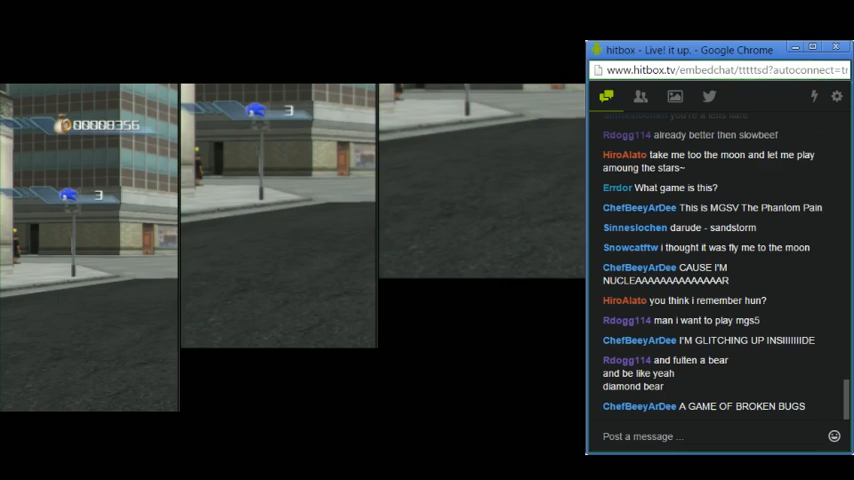 hitbox - Live! it up. - Google Chrome
www.hitbox.tv/embedchat/tttttsd?autoconnect=tr
00008356
3
3
Rdogg114 already better then slowbeef
HiroAlato take me too the moon and let me play
amoung the stars~
Errdor What game is this?
ChefBeeyArDee This is MGSV The Phantom Pain
Sinneslochen darude - sandstorm
Snowcatftw i thought it was fly me to the moon
ChefBeeyArDee CAUSE I'M
NUCLEAAAAAAAAAAAAAR
HiroAlato you think i remember hun?
Rdogg114 man i want to play mgs5
ChefBeeyArDee I'M GLITCHING UP INSIIIIIIIDE
Rdogg114 and fulten a bear
and be like yeah
diamond bear
ChefBeeyArDee A GAME OF BROKEN BUGS
Post a message ...